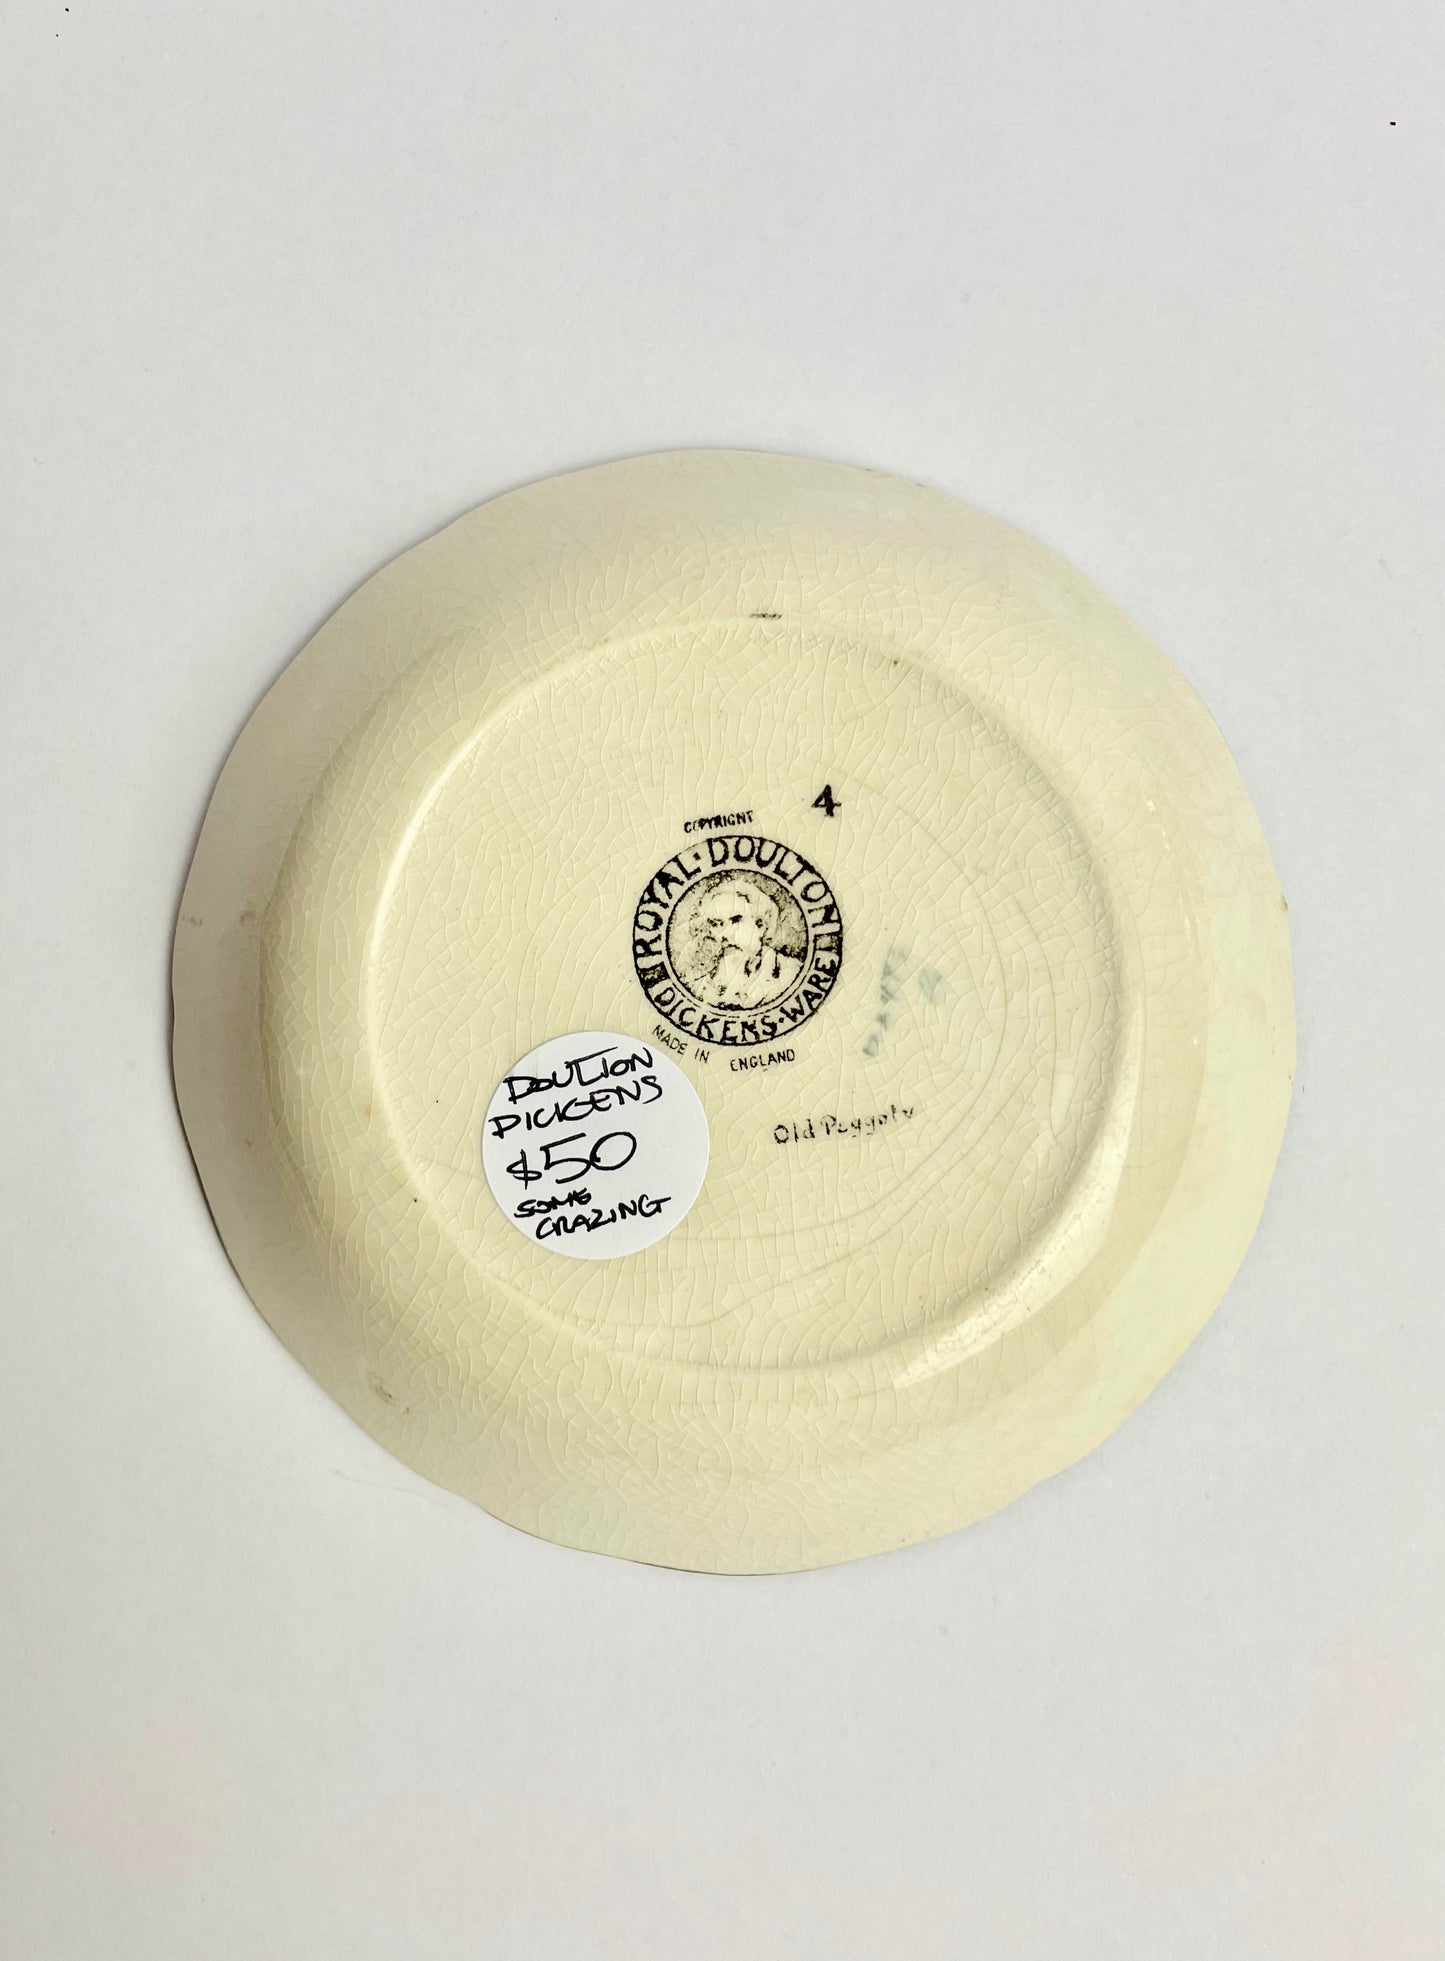 4
COPYRIGHT
ROYAL·DOULTON
DICKENS·WARE
MADE IN ENGLAND
Old Peggoty
DOULTON
DICKENS
$50
SOME
CRAZING